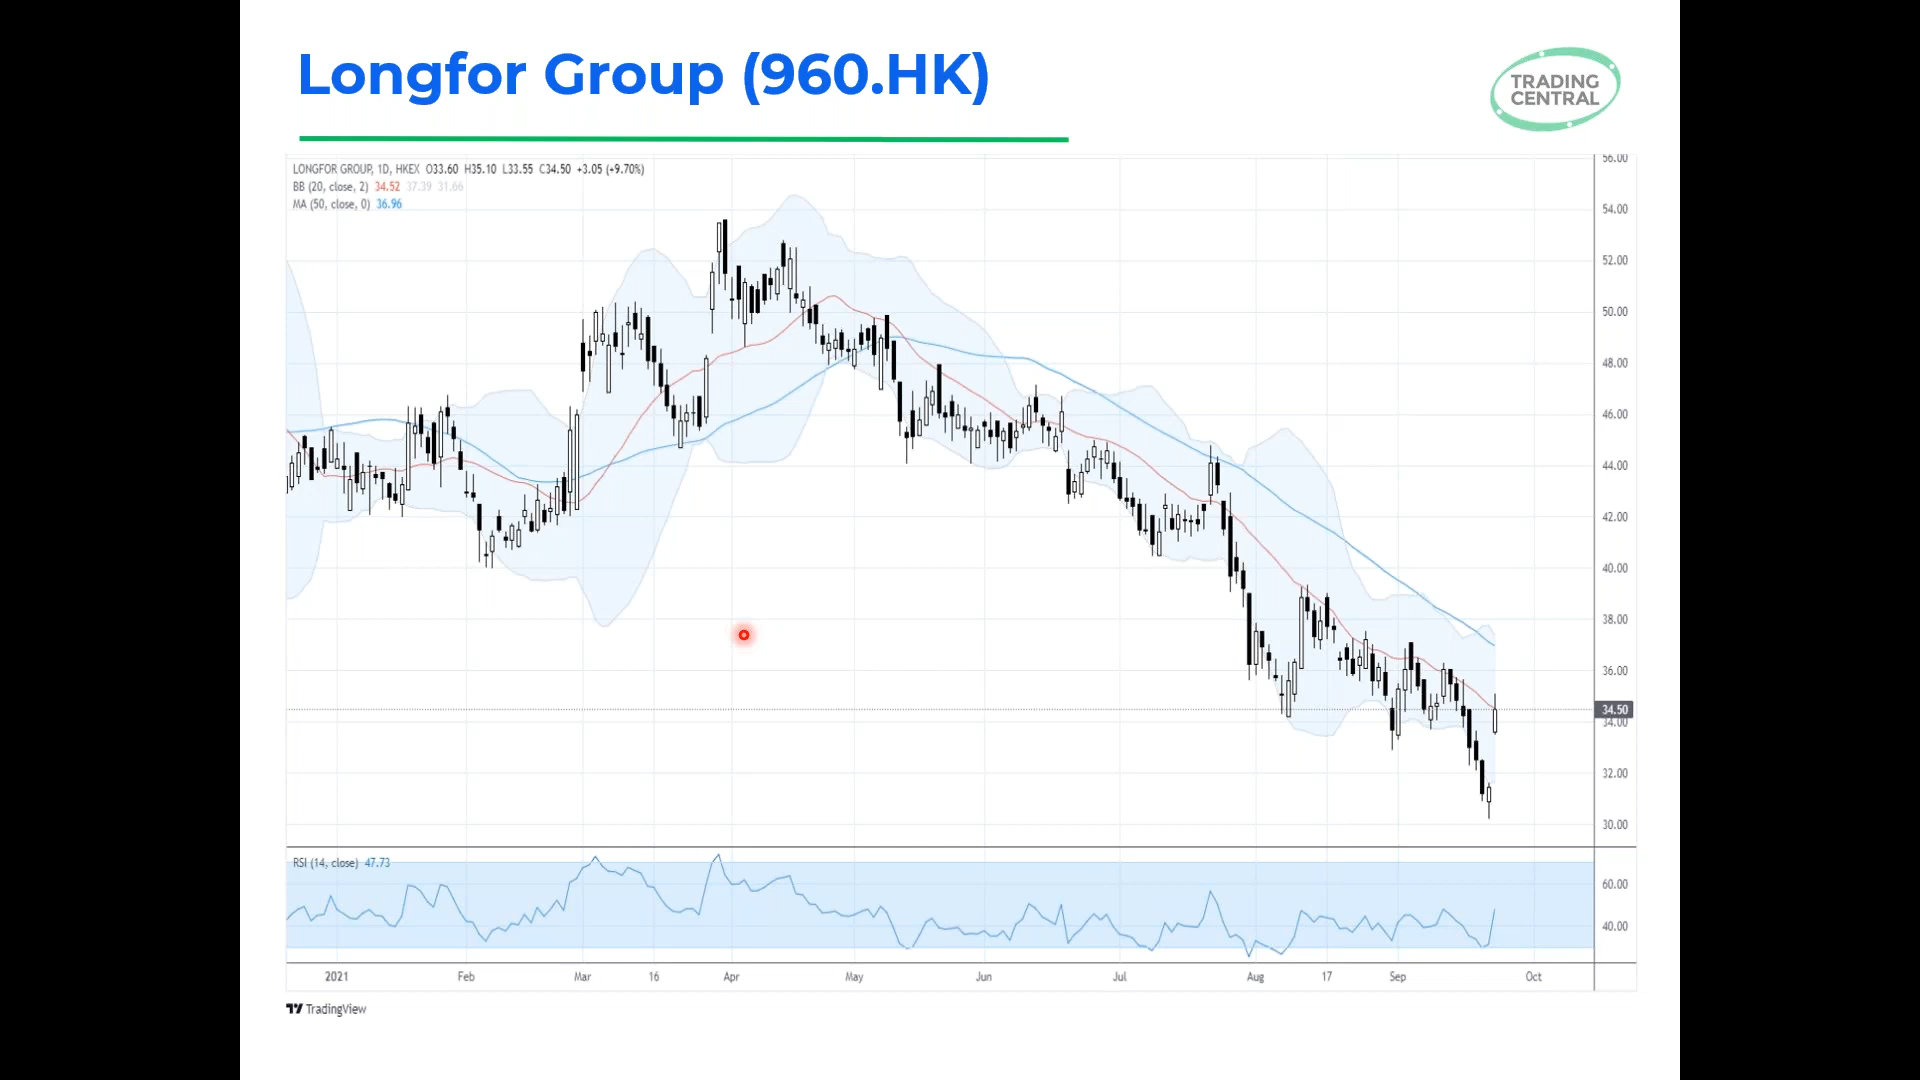 Longfor Group (960.HK)
TRADING
CENTRAL
LONGFOR GROUP, 1D, HKEX O33.60 H35.10 L33.55 C34.50 +3.05 (+9.70%)
BB (20, close, 2) 34.52 37.39 31.66
MA (50, close, 0) 36.96
56.00
54.00
52.00
50.00
48.00
46.00
44.00
42.00
40.00
38.00
36.00
34.50
34.00
32.00
30.00
RSI (14, close) 47.73
60.00
40.00
2021 Feb Mar 16 Apr May Jun Jul Aug 17 Sep Oct
TradingView